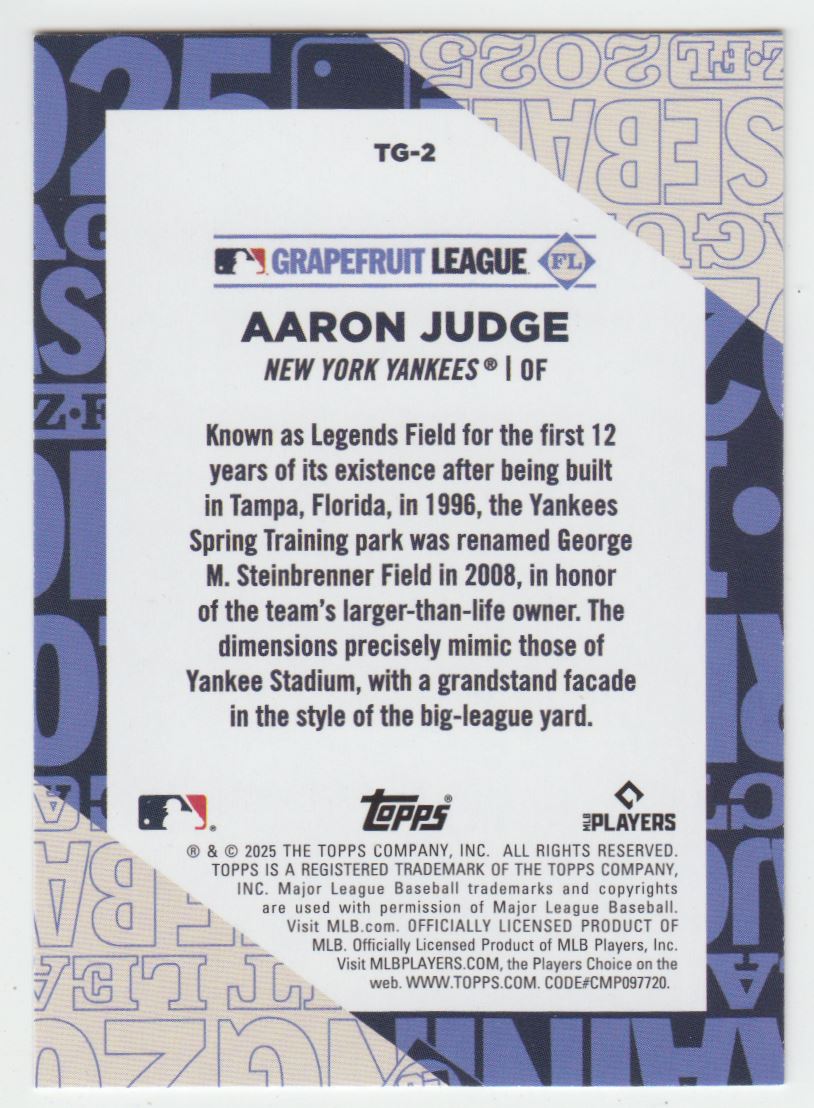 TG-2
GRAPEFRUIT LEAGUE FL
AARON JUDGE
NEW YORK YANKEES® | OF
Known as Legends Field for the first 12
years of its existence after being built
in Tampa, Florida, in 1996, the Yankees
Spring Training park was renamed George
M. Steinbrenner Field in 2008, in honor
of the team's larger-than-life owner. The
dimensions precisely mimic those of
Yankee Stadium, with a grandstand facade
in the style of the big-league yard.
TOPPS®
MLB PLAYERS
® & © 2025 THE TOPPS COMPANY, INC. ALL RIGHTS RESERVED.
TOPPS IS A REGISTERED TRADEMARK OF THE TOPPS COMPANY,
INC. Major League Baseball trademarks and copyrights
are used with permission of Major League Baseball.
Visit MLB.com. OFFICIALLY LICENSED PRODUCT OF
MLB. Officially Licensed Product of MLB Players, Inc.
Visit MLBPLAYERS.COM, the Players Choice on the
web. WWW.TOPPS.COM. CODE#CMP097720.